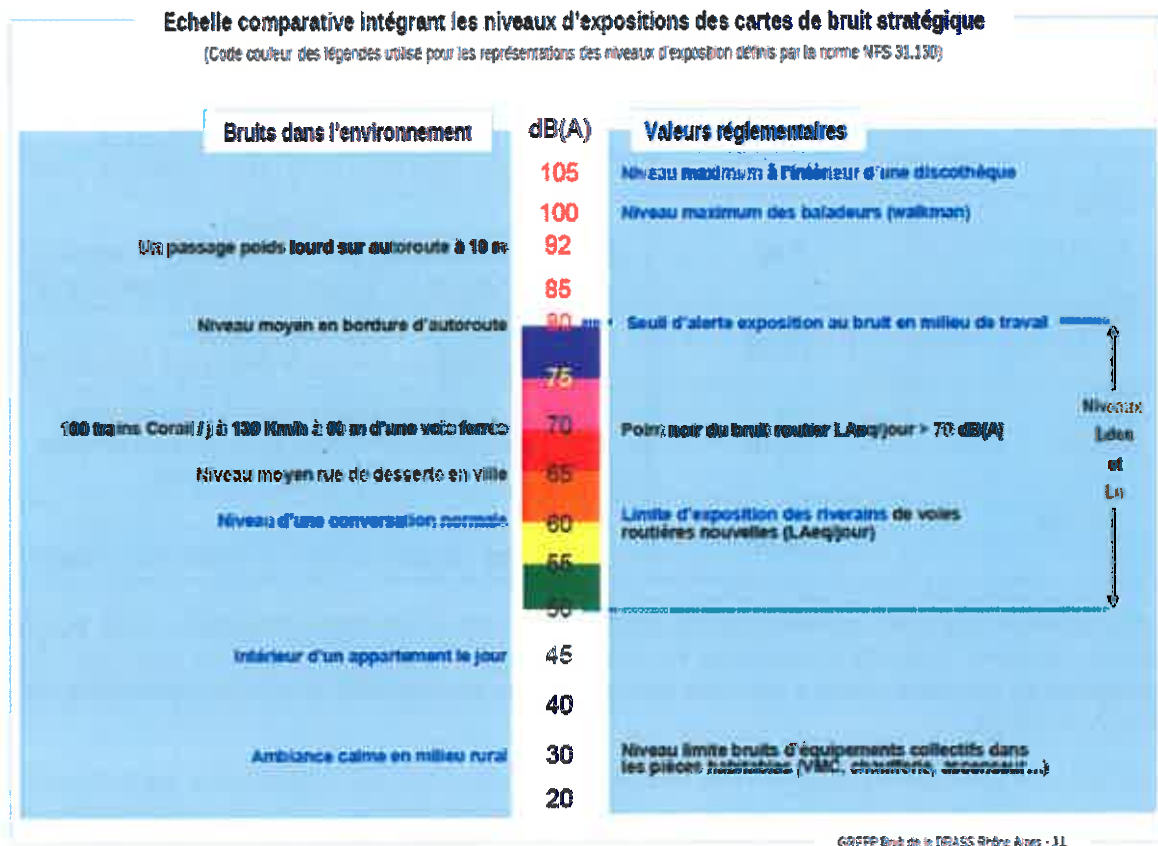 Echelle comparative intégrant les niveaux d'expositions des cartes de bruit stratégique
(Code couleur des légendes utilisé pour les représentations des niveaux d'exposition définis par la norme NFS 31.130)
Bruits dans l'environnement
dB(A)
Valeurs réglementaires
105
Niveau maximum à l'intérieur d'une discothèque
100
Niveau maximum des baladeurs (walkman)
Un passage poids lourd sur autoroute à 10 m
92
85
Niveau moyen en bordure d'autoroute
80
Seuil d'alerte exposition au bruit en milieu de travail
75
Niveaux
Lden
et
Ln
100 trains Corail / j à 130 Km/h à 60 m d'une voie ferrée
70
Point noir du bruit routier LAeq/jour > 70 dB(A)
Niveau moyen rue de desserte en ville
65
Niveau d'une conversation normale
60
Limite d'exposition des riverains de voies
routières nouvelles (LAeq/jour)
55
50
Intérieur d'un appartement le jour
45
40
Ambiance calme en milieu rural
30
Niveau limite bruits d'équipements collectifs dans
les pièces habitables (VMC, chaufferie, ascenseur...)
20
Bruit de la DRASS Rhône Alpes - 31